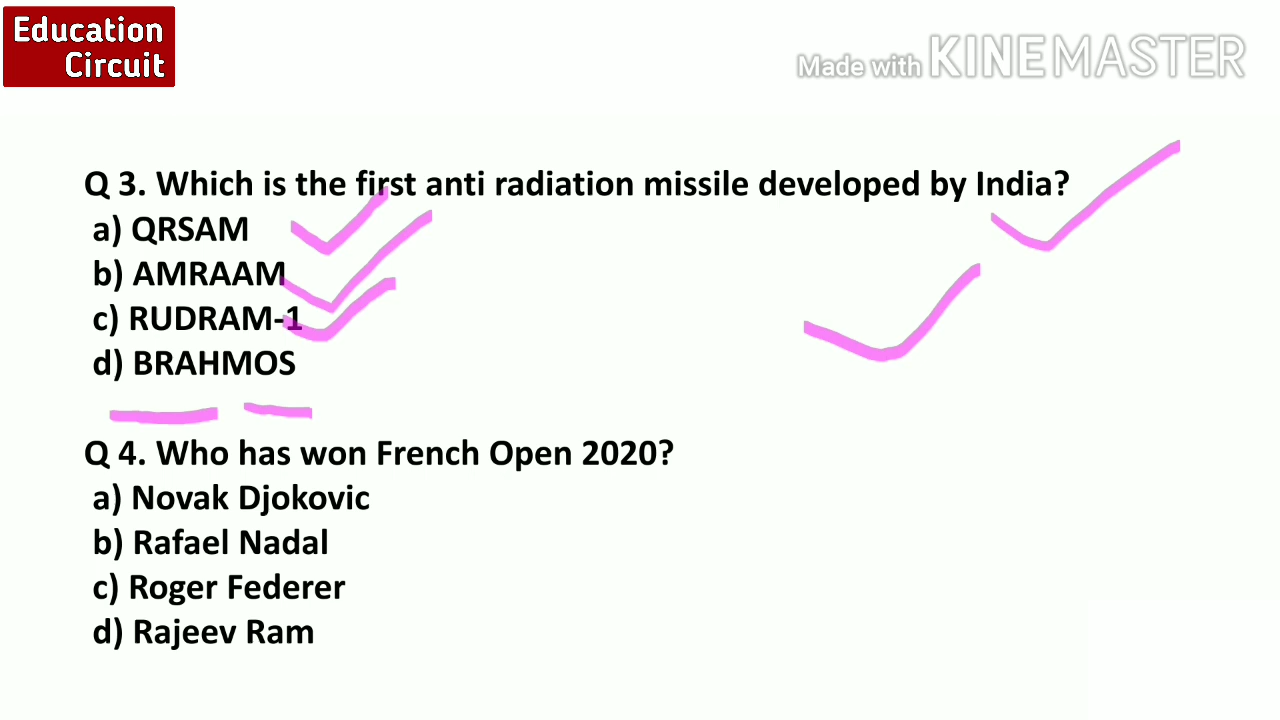 Education
Circuit
Made with KINEMASTER
Q 3. Which is the first anti radiation missile developed by India?
a) QRSAM
b) AMRAAM
c) RUDRAM-1
d) BRAHMOS
Q 4. Who has won French Open 2020?
a) Novak Djokovic
b) Rafael Nadal
c) Roger Federer
d) Rajeev Ram